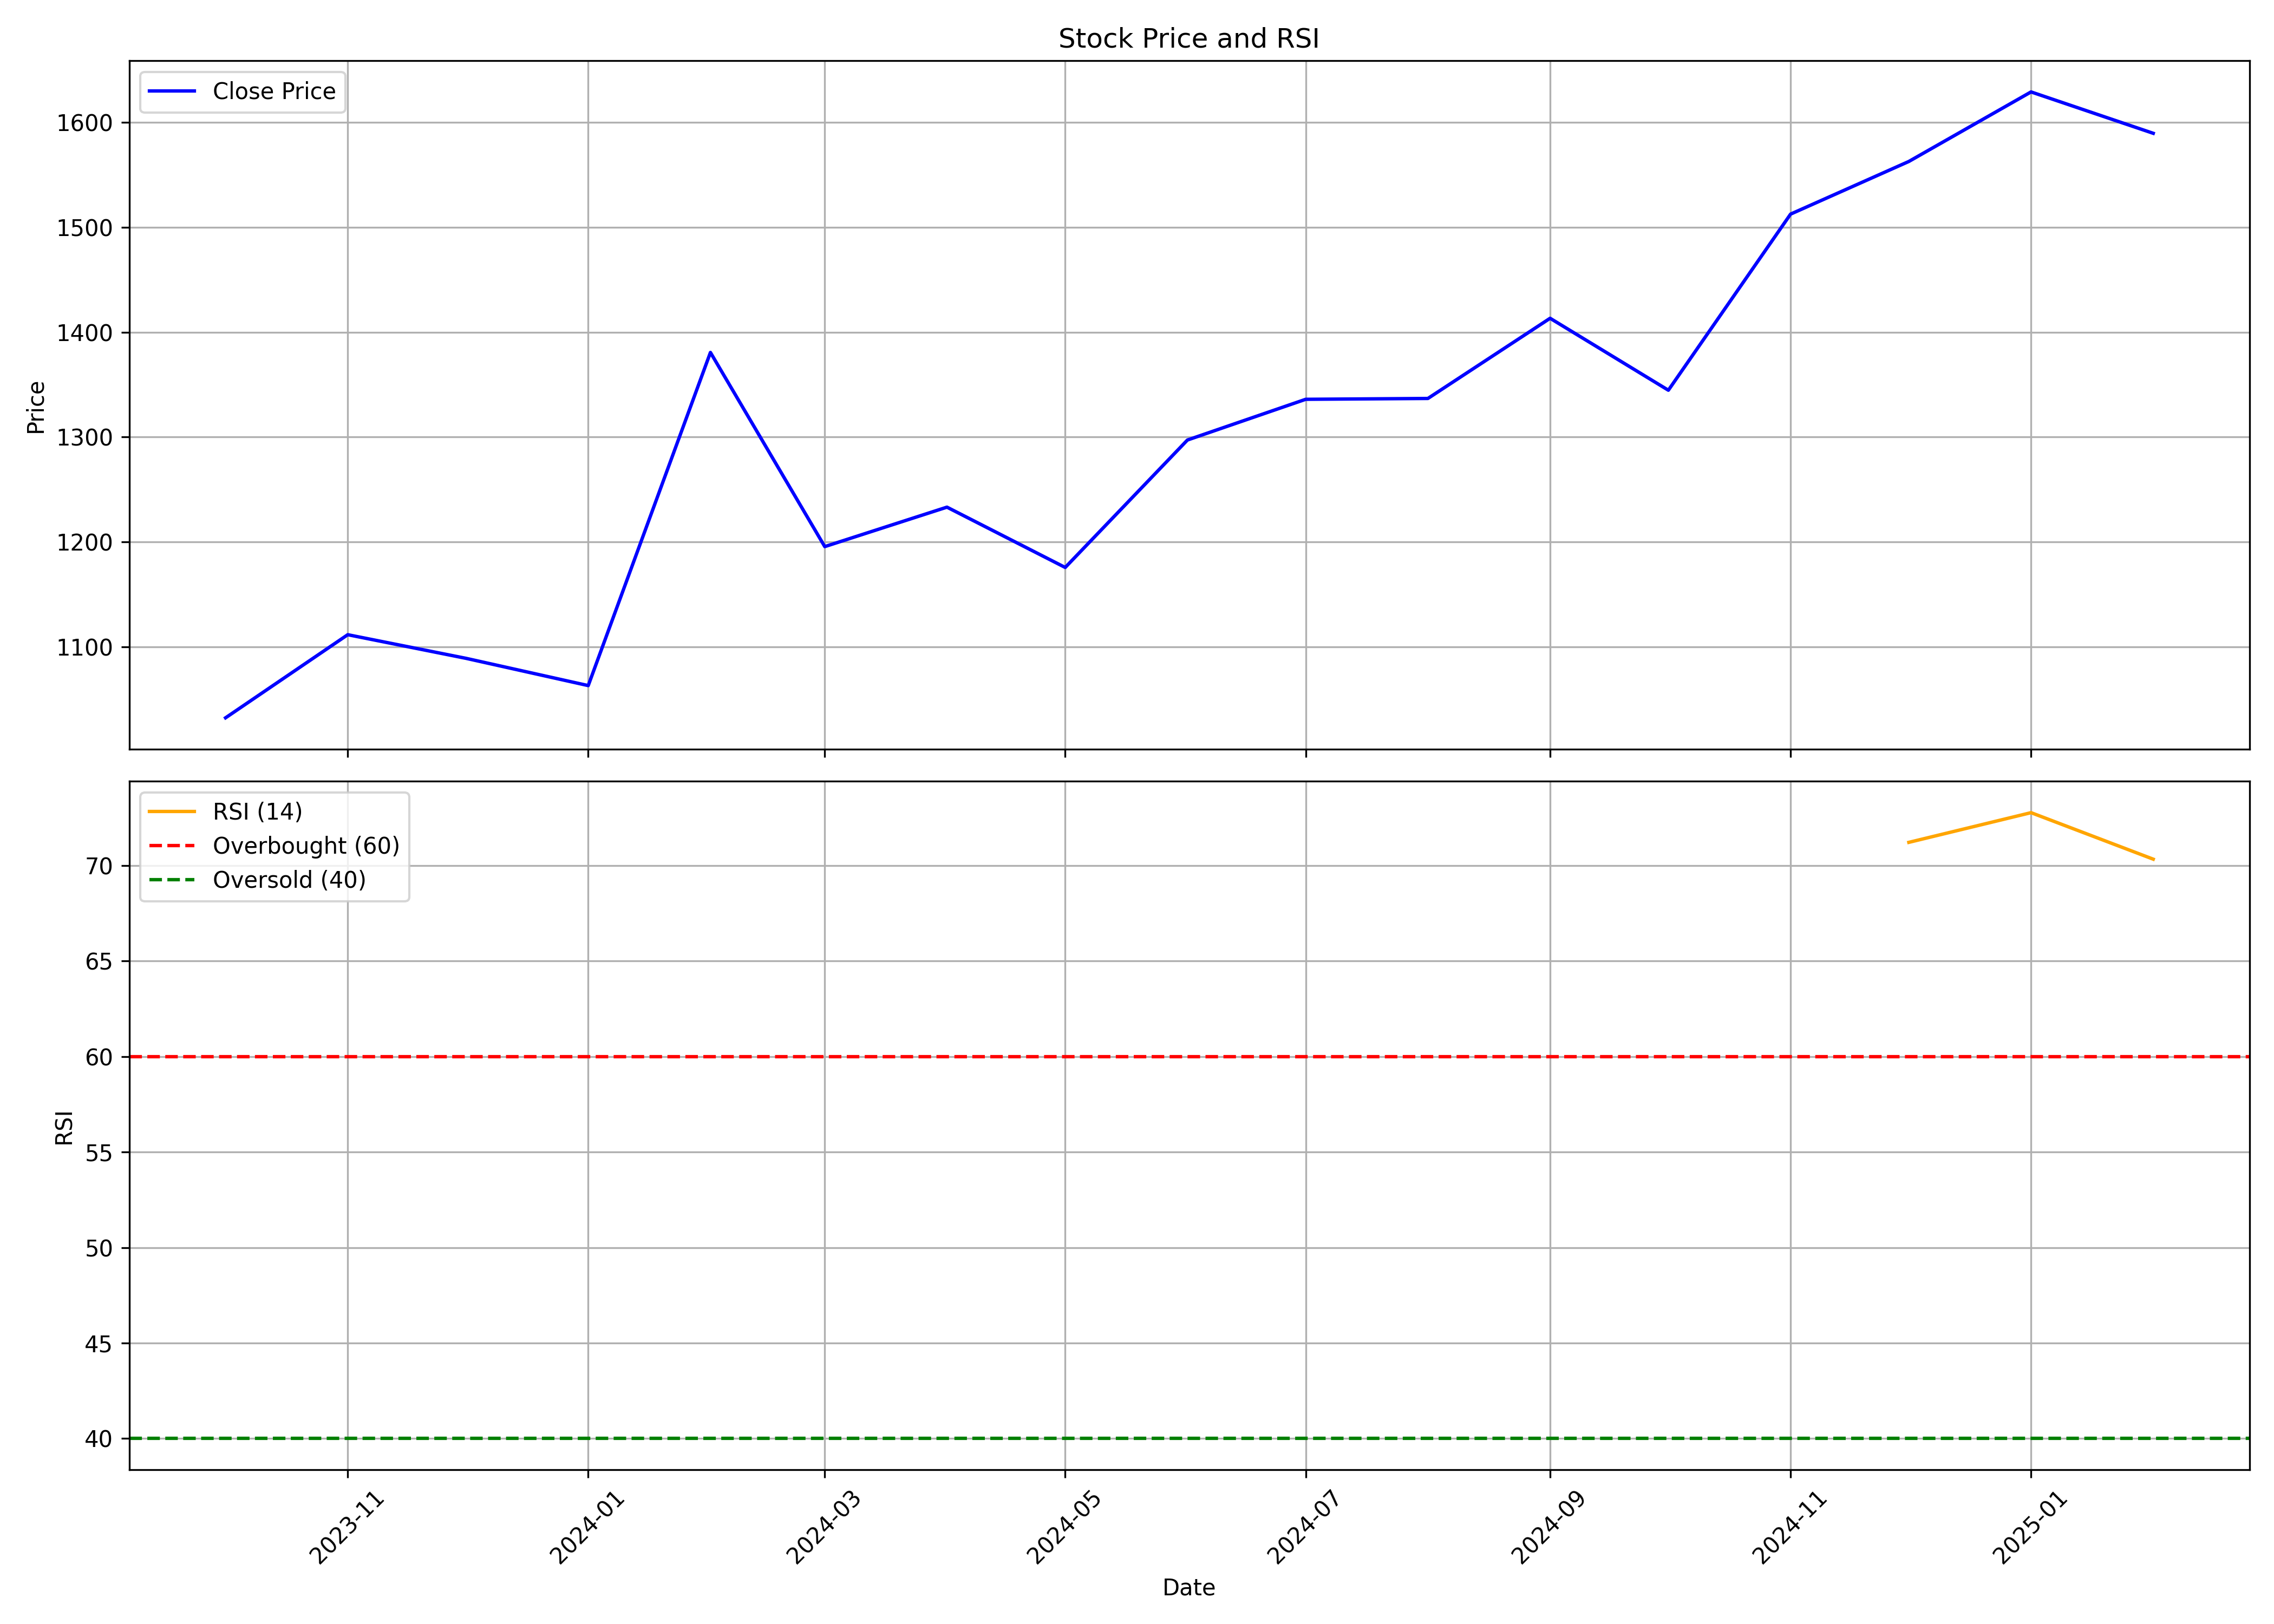 Stock Price and RSI
Close Price
1600
1500
1400
1300
1200
1100
Price
RSI (14)
Overbought (60)
Oversold (40)
70
65
60
55
50
45
40
RSI
2023-11
2024-01
2024-03
2024-05
2024-07
2024-09
2024-11
2025-01
Date